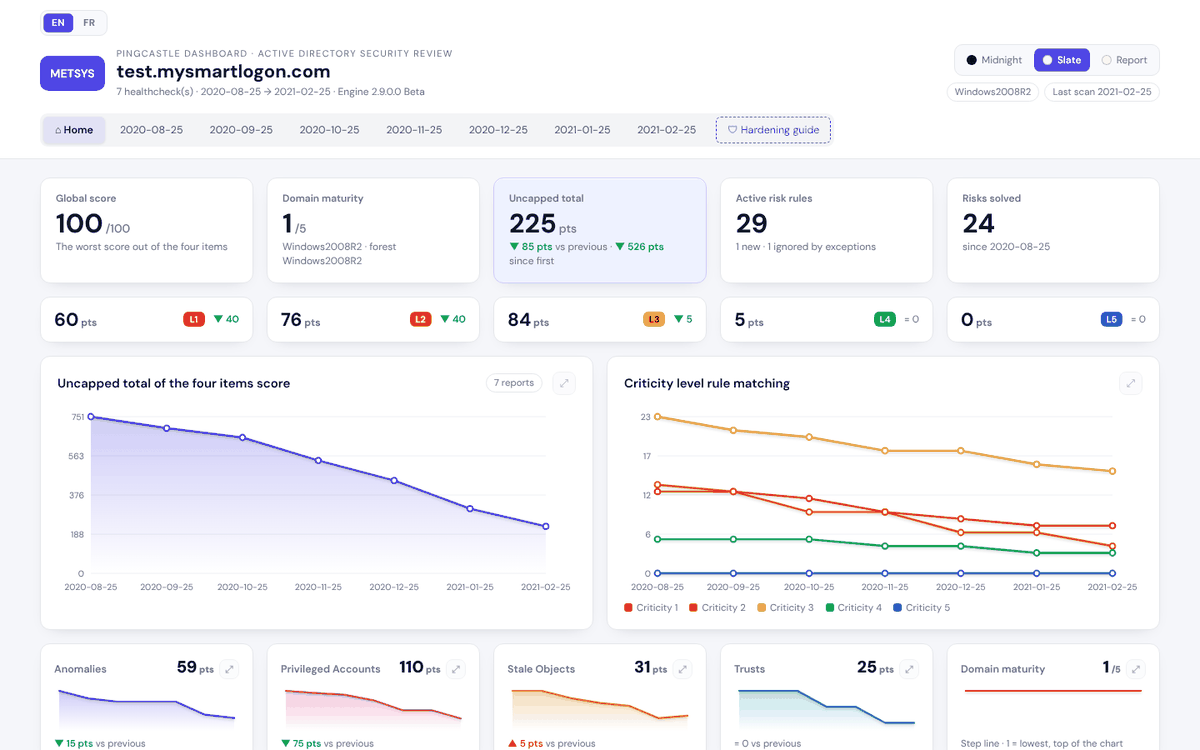 EN FR
PINGCASTLE DASHBOARD · ACTIVE DIRECTORY SECURITY REVIEW
METSYS
test.mysmartlogon.com
7 healthcheck(s) · 2020-08-25 → 2021-02-25 · Engine 2.9.0.0 Beta
Midnight Slate Report
Windows2008R2 Last scan 2021-02-25
⌂ Home 2020-08-25 2020-09-25 2020-10-25 2020-11-25 2020-12-25 2021-01-25 2021-02-25 Hardening guide
Global score
100 /100
The worst score out of the four items
Domain maturity
1 /5
Windows2008R2 · forest
Windows2008R2
Uncapped total
225 pts
▼ 85 pts vs previous · ▼ 526 pts
since first
Active risk rules
29
1 new · 1 ignored by exceptions
Risks solved
24
since 2020-08-25
60 pts L1 ▼ 40
76 pts L2 ▼ 40
84 pts L3 ▼ 5
5 pts L4 = 0
0 pts L5 = 0
Uncapped total of the four items score 7 reports
751
563
376
188
0
2020-08-25 2020-09-25 2020-10-25 2020-11-25 2020-12-25 2021-01-25 2021-02-25
Criticity level rule matching
23
17
12
6
0
2020-08-25 2020-09-25 2020-10-25 2020-11-25 2020-12-25 2021-01-25 2021-02-25
Criticity 1 Criticity 2 Criticity 3 Criticity 4 Criticity 5
Anomalies 59 pts
▼ 15 pts vs previous
Privileged Accounts 110 pts
▼ 75 pts vs previous
Stale Objects 31 pts
▲ 5 pts vs previous
Trusts 25 pts
= 0 vs previous
Domain maturity 1 /5
Step line · 1 = lowest, top of the chart